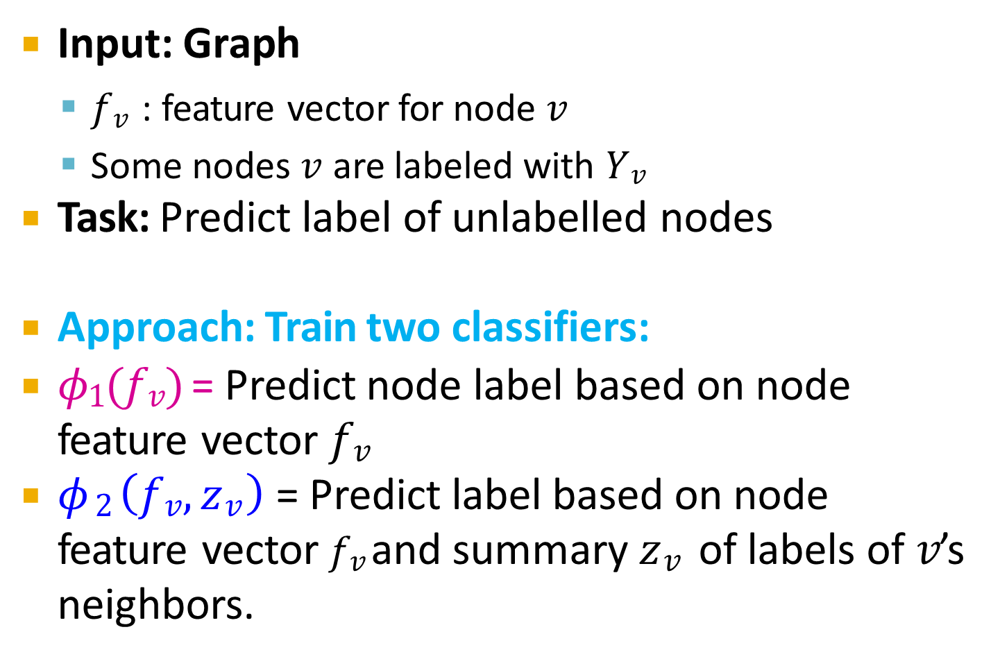 Input: Graph
f_v : feature vector for node v
Some nodes v are labeled with Y_v
Task: Predict label of unlabelled nodes
Approach: Train two classifiers:
ϕ_1(f_v) = Predict node label based on node
feature vector f_v
ϕ_2(f_v, z_v) = Predict label based on node
feature vector f_v and summary z_v of labels of v’s
neighbors.